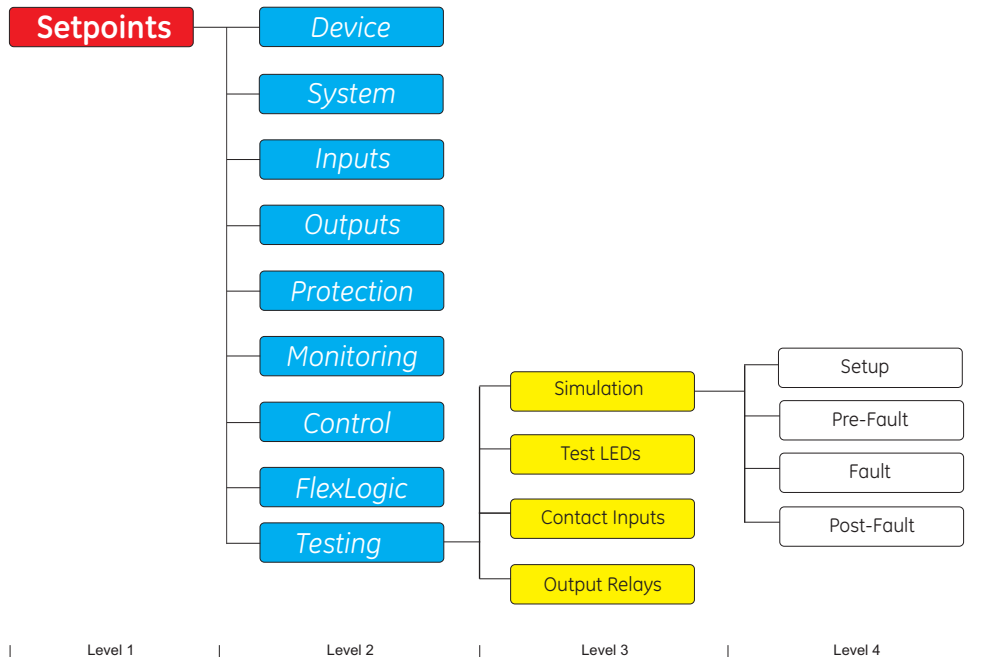 Setpoints
Device
System
Inputs
Outputs
Protection
Monitoring
Control
FlexLogic
Testing
Simulation
Test LEDs
Contact Inputs
Output Relays
Setup
Pre-Fault
Fault
Post-Fault
Level 1
Level 2
Level 3
Level 4